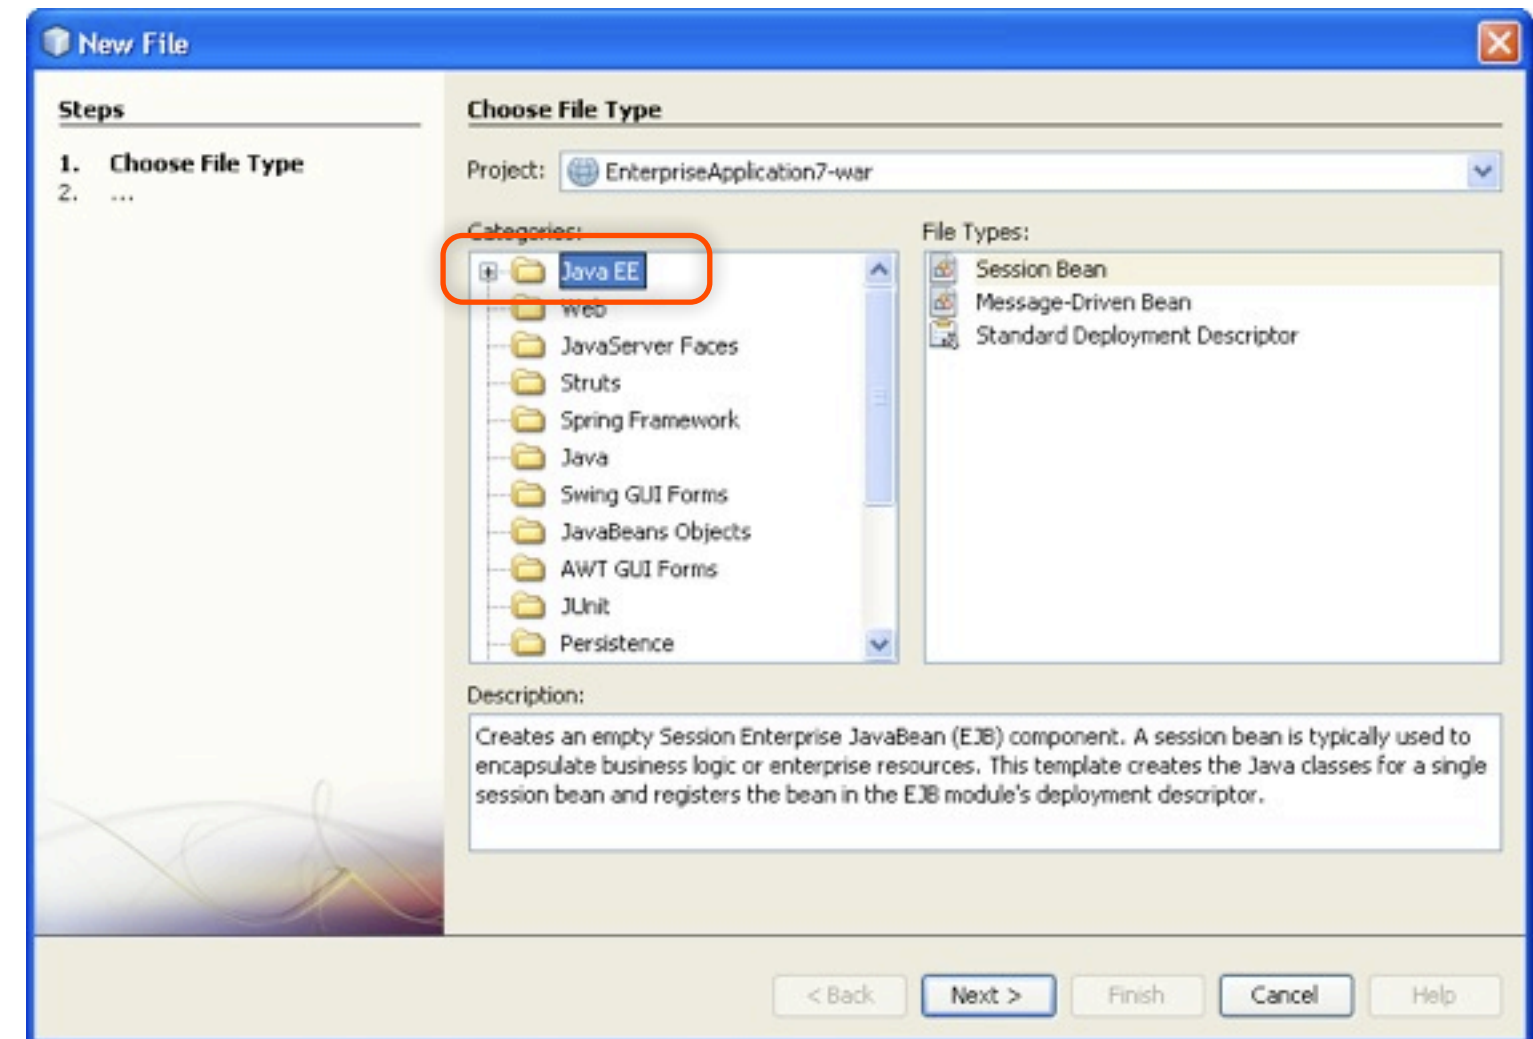 New File
Steps
1. Choose File Type
2. ...
Choose File Type
Project: EnterpriseApplication7-war
Categories:
Java EE
Web
JavaServer Faces
Struts
Spring Framework
Java
Swing GUI Forms
JavaBeans Objects
AWT GUI Forms
JUnit
Persistence
File Types:
Session Bean
Message-Driven Bean
Standard Deployment Descriptor
Description:
Creates an empty Session Enterprise JavaBean (EJB) component. A session bean is typically used to
encapsulate business logic or enterprise resources. This template creates the Java classes for a single
session bean and registers the bean in the EJB module's deployment descriptor.
< Back
Next >
Finish
Cancel
Help